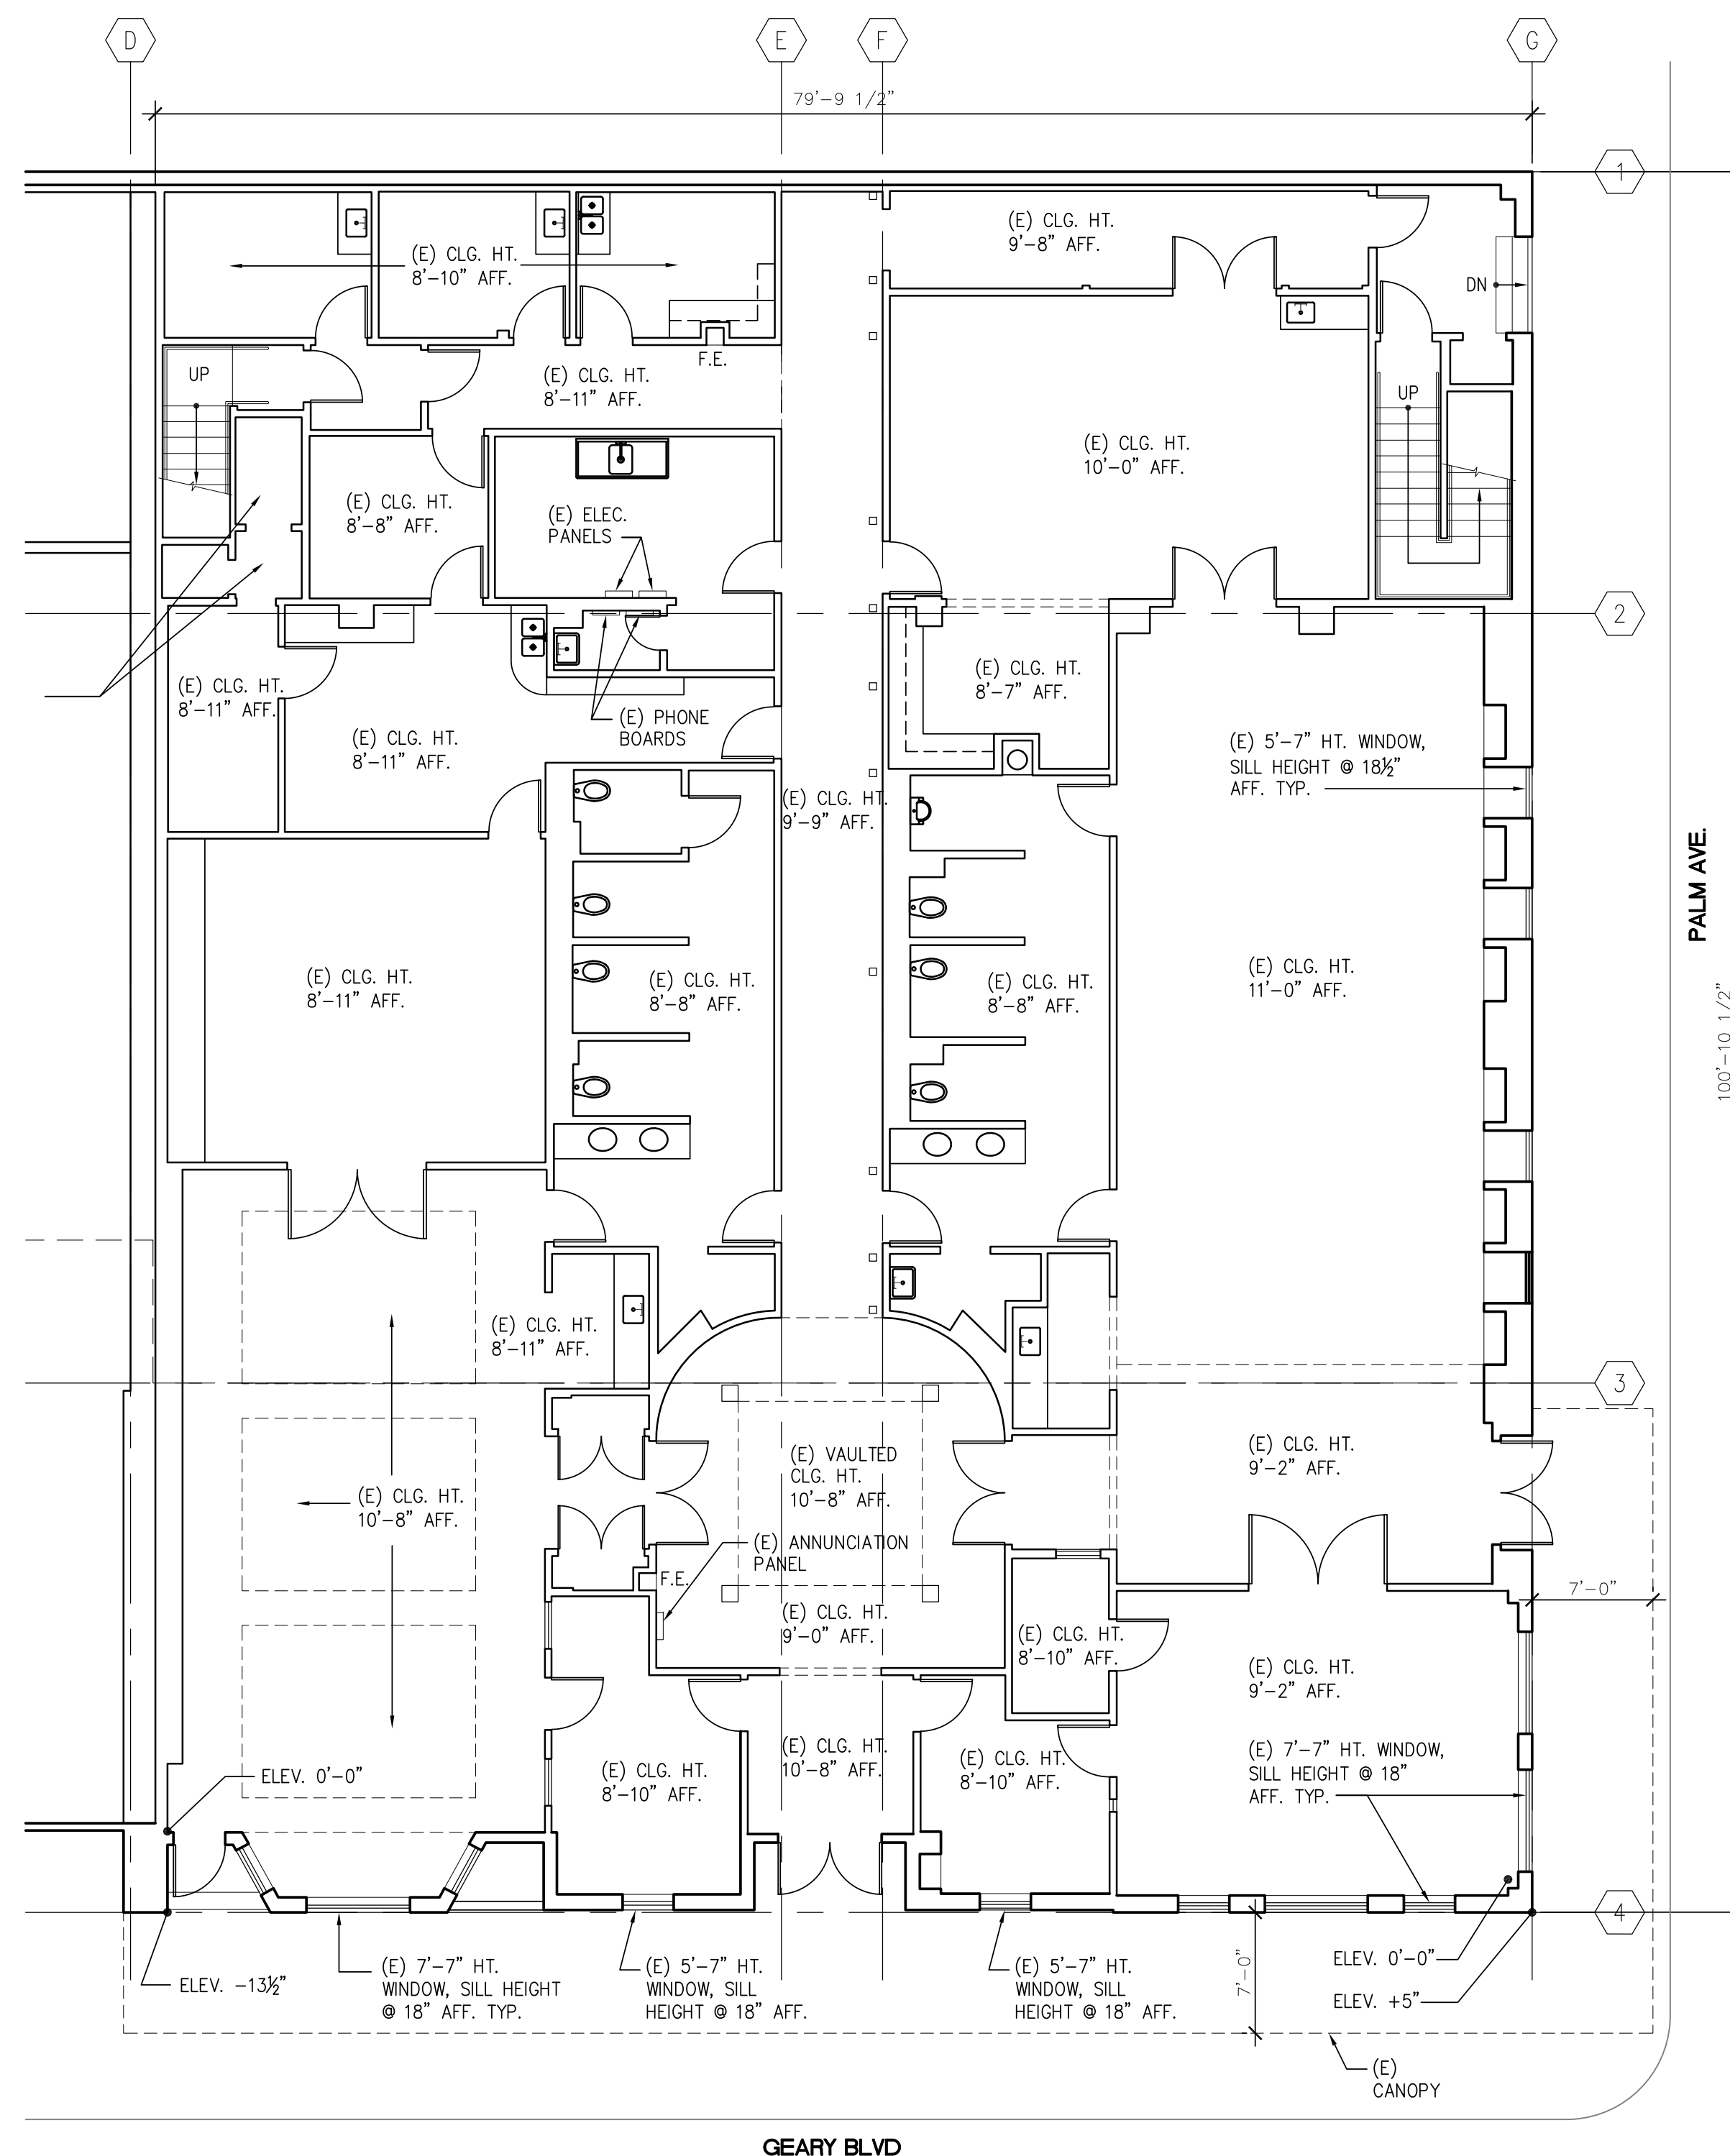 D
E
F
G
79'-9 1/2"
1
(E) CLG. HT.
9'-8" AFF.
(E) CLG. HT.
8'-10" AFF.
DN
F.E.
UP
(E) CLG. HT.
8'-11" AFF.
UP
(E) CLG. HT.
10'-0" AFF.
(E) CLG. HT.
8'-8" AFF.
(E) ELEC.
PANELS
2
(E) CLG. HT.
8'-11" AFF.
(E) CLG. HT.
8'-7" AFF.
(E) PHONE
BOARDS
(E) CLG. HT.
8'-11" AFF.
(E) 5'-7" HT. WINDOW,
SILL HEIGHT @ 18½"
AFF. TYP.
(E) CLG. HT.
9'-9" AFF.
PALM AVE.
(E) CLG. HT.
8'-11" AFF.
(E) CLG. HT.
8'-8" AFF.
(E) CLG. HT.
8'-8" AFF.
(E) CLG. HT.
11'-0" AFF.
100'-10 1/2"
(E) CLG. HT.
8'-11" AFF.
3
(E) VAULTED
CLG. HT.
10'-8" AFF.
(E) CLG. HT.
9'-2" AFF.
(E) CLG. HT.
10'-8" AFF.
(E) ANNUNCIATION
PANEL
F.E.
7'-0"
(E) CLG. HT.
9'-0" AFF.
(E) CLG. HT.
8'-10" AFF.
(E) CLG. HT.
9'-2" AFF.
(E) CLG. HT.
10'-8" AFF.
(E) CLG. HT.
8'-10" AFF.
(E) CLG. HT.
8'-10" AFF.
(E) 7'-7" HT. WINDOW,
SILL HEIGHT @ 18"
AFF. TYP.
ELEV. 0'-0"
4
ELEV. -13½"
(E) 7'-7" HT.
WINDOW, SILL HEIGHT
@ 18" AFF. TYP.
(E) 5'-7" HT.
WINDOW, SILL
HEIGHT @ 18" AFF.
(E) 5'-7" HT.
WINDOW, SILL
HEIGHT @ 18" AFF.
7'-0"
ELEV. 0'-0"
ELEV. +5"
(E)
CANOPY
GEARY BLVD